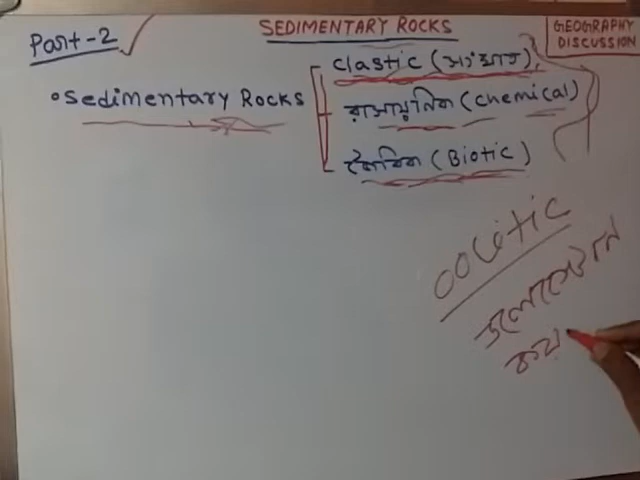 Part-2
SEDIMENTARY ROCKS
GEOGRAPHY
DISCUSSION
Clastic (সংঘাত),
•Sedimentary Rocks
রাসায়নিক (Chemical)
জৈবিক (Biotic)
oolitic